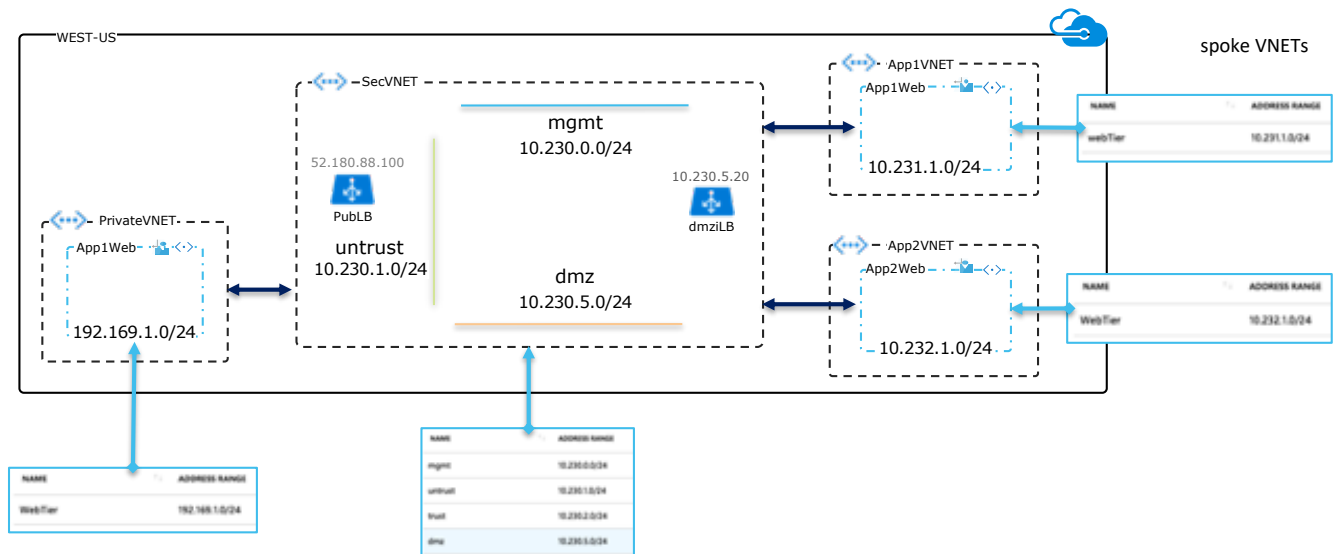 WEST-US
spoke VNETs
SecVNET
mgmt
10.230.0.0/24
52.180.88.100
PubLB
untrust
10.230.1.0/24
10.230.5.20
dmziLB
dmz
10.230.5.0/24
PrivateVNET
App1Web
192.169.1.0/24
App1VNET
App1Web
10.231.1.0/24
App2VNET
App2Web
10.232.1.0/24
NAME ADDRESS RANGE
webTier 10.231.1.0/24
NAME ADDRESS RANGE
WebTier 10.232.1.0/24
NAME ADDRESS RANGE
WebTier 192.169.1.0/24
NAME ADDRESS RANGE
mgmt 10.230.0.0/24
untrust 10.230.1.0/24
trust 10.230.2.0/24
dmz 10.230.5.0/24